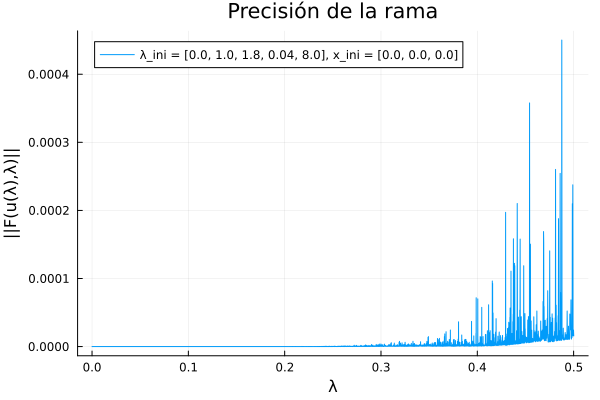 Precisión de la rama
λ_ini = [0.0, 1.0, 1.8, 0.04, 8.0], x_ini = [0.0, 0.0, 0.0]
||F(u(λ),λ)||
0.0004
0.0003
0.0002
0.0001
0.0000
0.0 0.1 0.2 0.3 0.4 0.5
λ